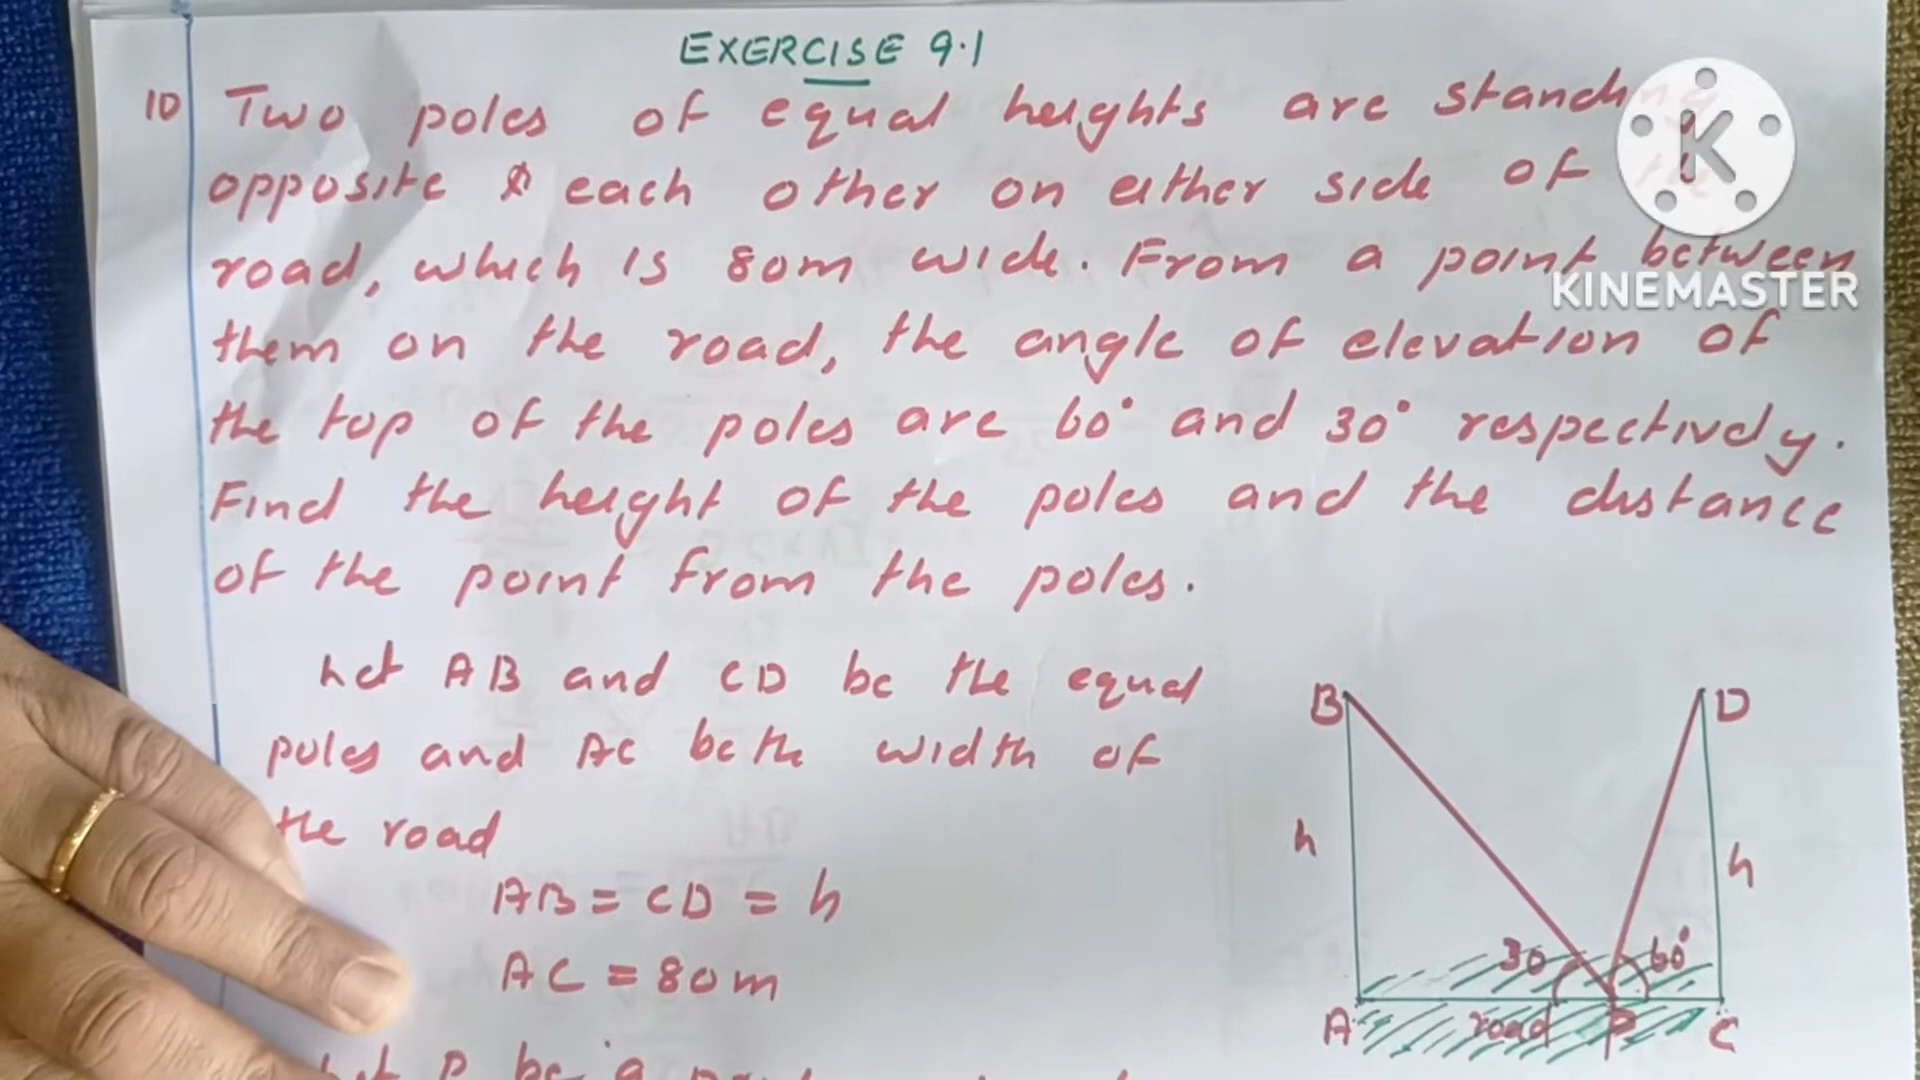 EXERCISE 9.1
10 Two poles of equal heights are standing
opposite each other on either side of the
road, which is 80m wide. From a point between
KINEMASTER
them on the road, the angle of elevation of
the top of the poles are 60° and 30° respectively.
Find the height of the poles and the distance
of the point from the poles.
Let AB and CD be the equal
poles and AC be the width of
the road
AB = CD = h
AC = 80m
Let P be a
B D
h h
30 60°
A road P C
K